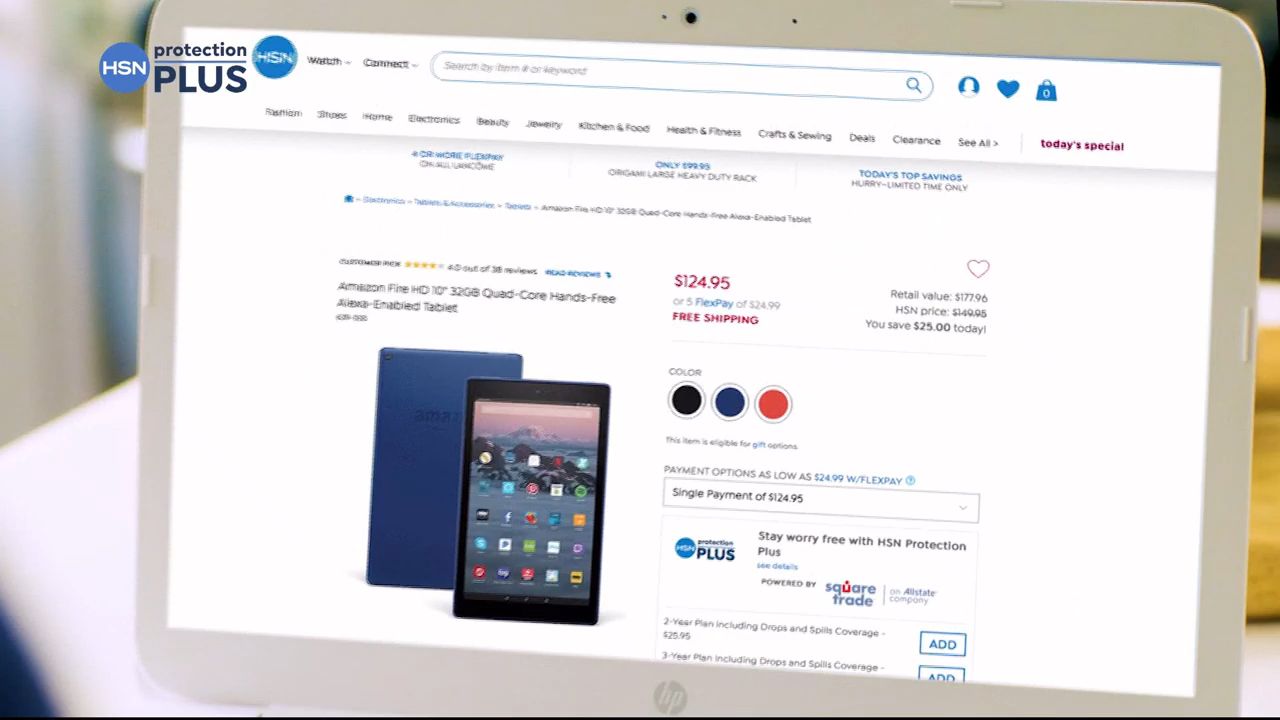 HSN protection PLUS
HSN Watch Connect
Search by item # or keyword
0
Fashion Shoes Home Electronics Beauty Jewelry Kitchen & Food Health & Fitness Crafts & Sewing Deals Clearance See All > today's special
4 OR MORE FLEXPAY
ON ALL LANCOME
ONLY $99.95
ORIGAMI LARGE HEAVY DUTY RACK
TODAY'S TOP SAVINGS
HURRY–LIMITED TIME ONLY
Electronics » Tablets & Accessories » Tablets » Amazon Fire HD 10" 32GB Quad-Core Hands-Free Alexa-Enabled Tablet
CUSTOMER PICK 4.0 out of 38 reviews READ REVIEWS
Amazon Fire HD 10" 32GB Quad-Core Hands-Free
Alexa-Enabled Tablet
$124.95
or 5 FlexPay of $24.99
FREE SHIPPING
Retail value: $177.96
HSN price: $149.95
You save $25.00 today!
COLOR
This item is eligible for gift options.
PAYMENT OPTIONS AS LOW AS $24.99 W/FLEXPAY ?
Single Payment of $124.95
HSN protection PLUS
Stay worry free with HSN Protection
Plus
see details
POWERED BY square trade an Allstate company
2-Year Plan Including Drops and Spills Coverage -
$25.95
ADD
3-Year Plan Including Drops and Spills Coverage -
ADD
amaz
hp